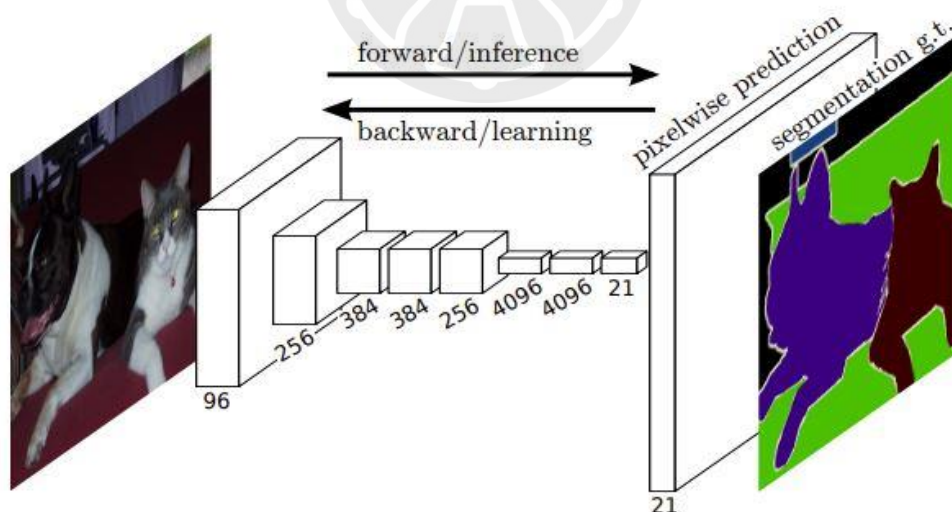 forward/inference
backward/learning
pixelwise prediction
segmentation g.t.
96
256
384
384
256
4096
4096
21
21